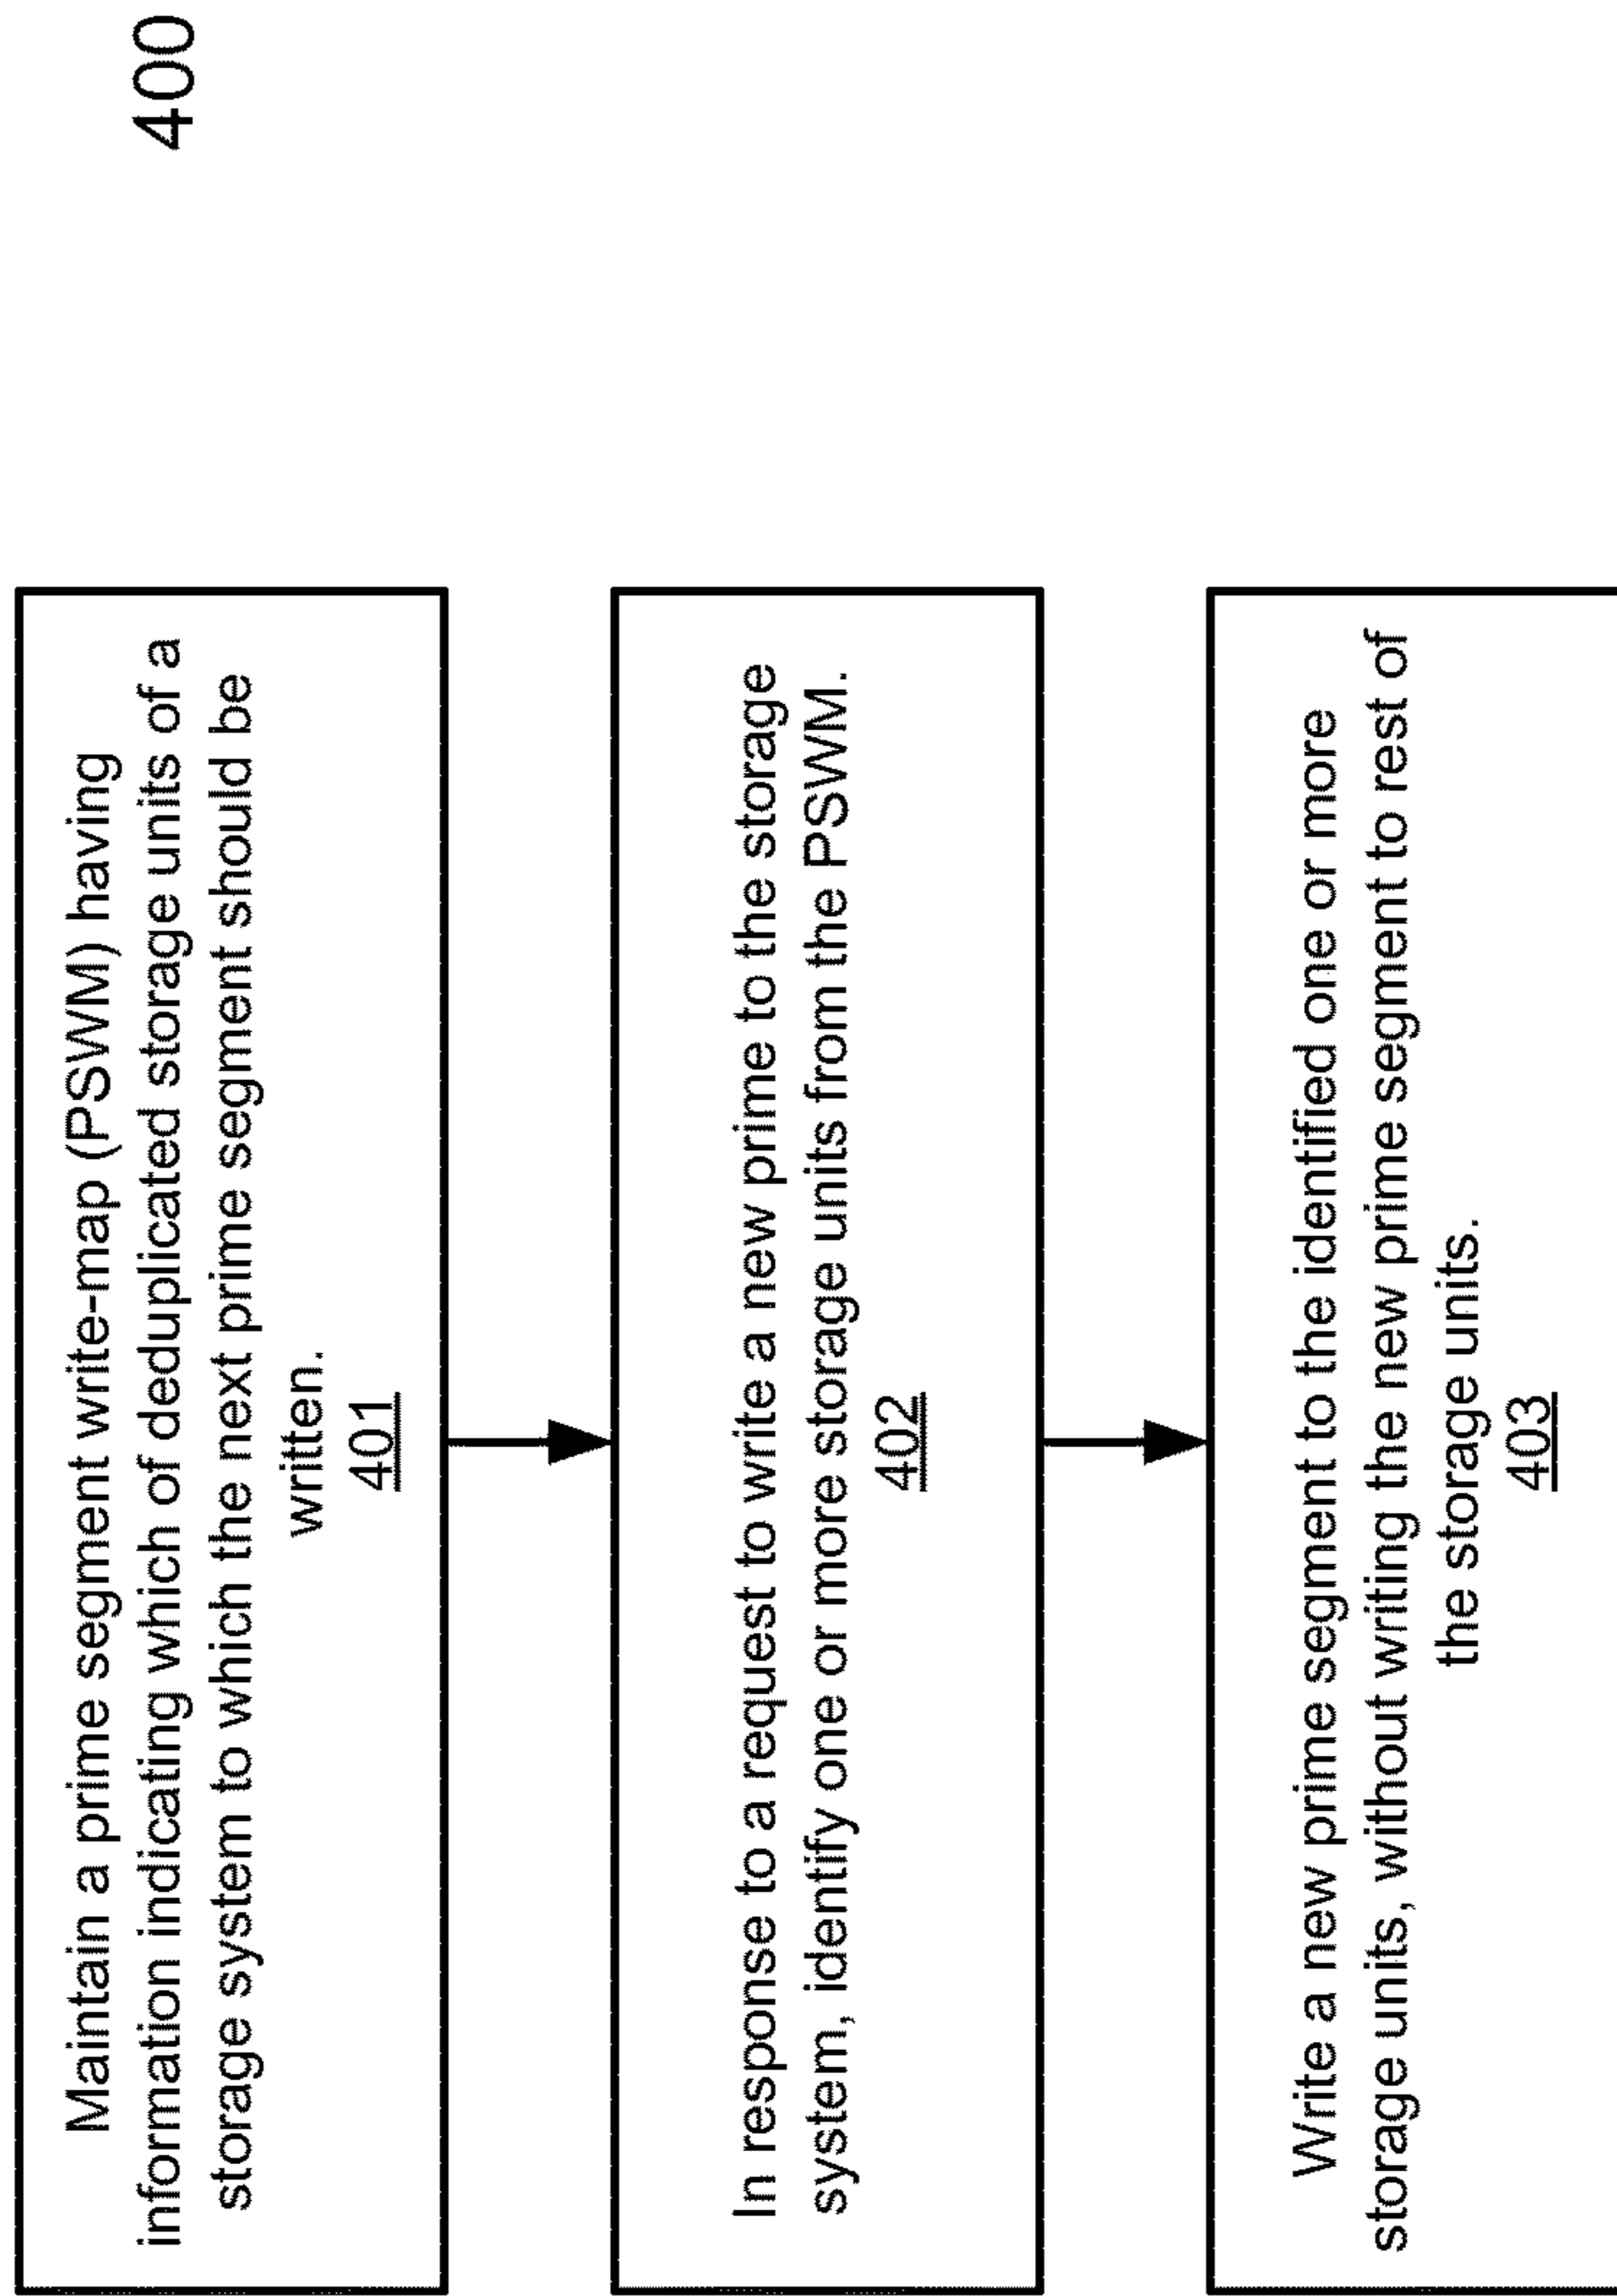 400
Maintain a prime segment write-map (PSWM) having
information indicating which of deduplicated storage units of a
storage system to which the next prime segment should be
written.
401
In response to a request to write a new prime to the storage
system, identify one or more storage units from the PSWM.
402
Write a new prime segment to the identified one or more
storage units, without writing the new prime segment to rest of
the storage units.
403